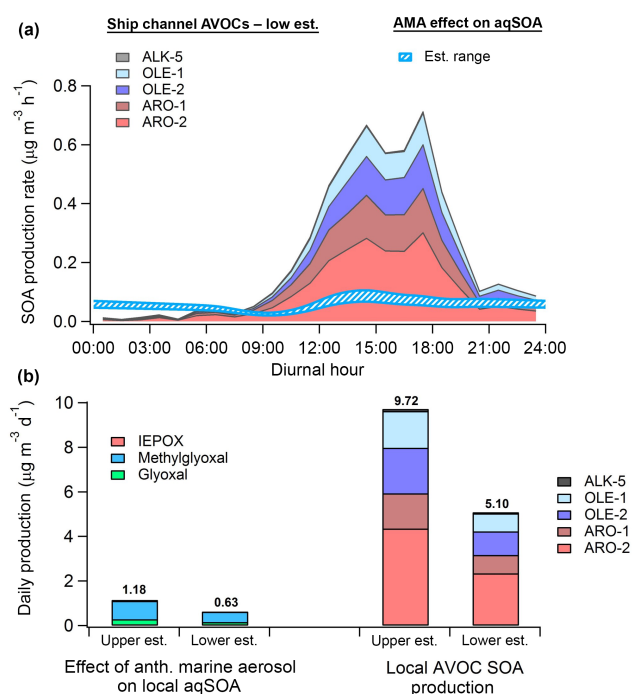 (a)
Ship channel AVOCs – low est.
AMA effect on aqSOA
ALK-5
OLE-1
OLE-2
ARO-1
ARO-2
Est. range
SOA production rate (µg m⁻³ h⁻¹)
0.8
0.6
0.4
0.2
0.0
00:00 03:00 06:00 09:00 12:00 15:00 18:00 21:00 24:00
Diurnal hour
(b)
Daily production (µg m⁻³ d⁻¹)
10
8
6
4
2
0
IEPOX
Methylglyoxal
Glyoxal
1.18
0.63
9.72
5.10
ALK-5
OLE-1
OLE-2
ARO-1
ARO-2
Upper est. Lower est. Upper est. Lower est.
Effect of anth. marine aerosol
on local aqSOA
Local AVOC SOA
production